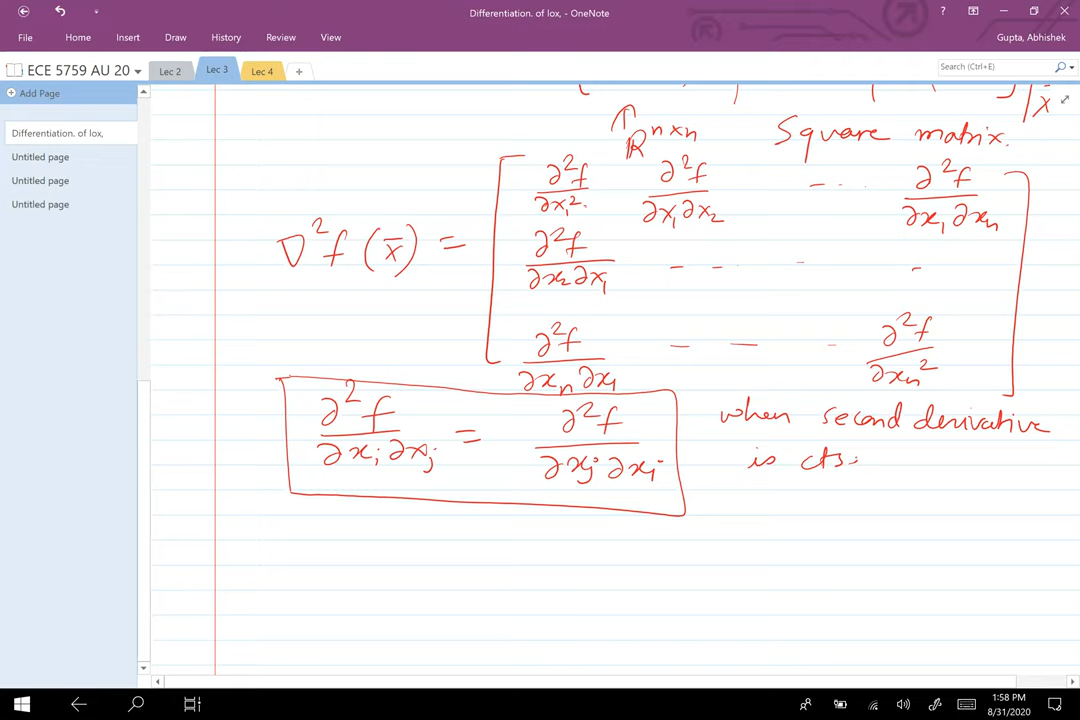 Differentiation. of lox, - OneNote
File Home Insert Draw History Review View
Gupta, Abhishek
ECE 5759 AU 20 Lec 2 Lec 3 Lec 4 +
Search (Ctrl+E)
Add Page
Differentiation. of lox,
Untitled page
Untitled page
Untitled page
x̄
↑
ℝⁿˣⁿ Square matrix.
∇²f(x̄) = [ ∂²f/∂x₁². ∂²f/∂x₁∂x₂ -- .. ∂²f/∂x₁∂xₙ
∂²f/∂x₂∂x₁ - -- - -
∂²f/∂xₙ∂x₁ - - - ∂²f/∂xₙ² ]
∂²f/∂xᵢ∂xⱼ = ∂²f/∂xⱼ∂xᵢ when second derivative
is cts.
1:58 PM
8/31/2020